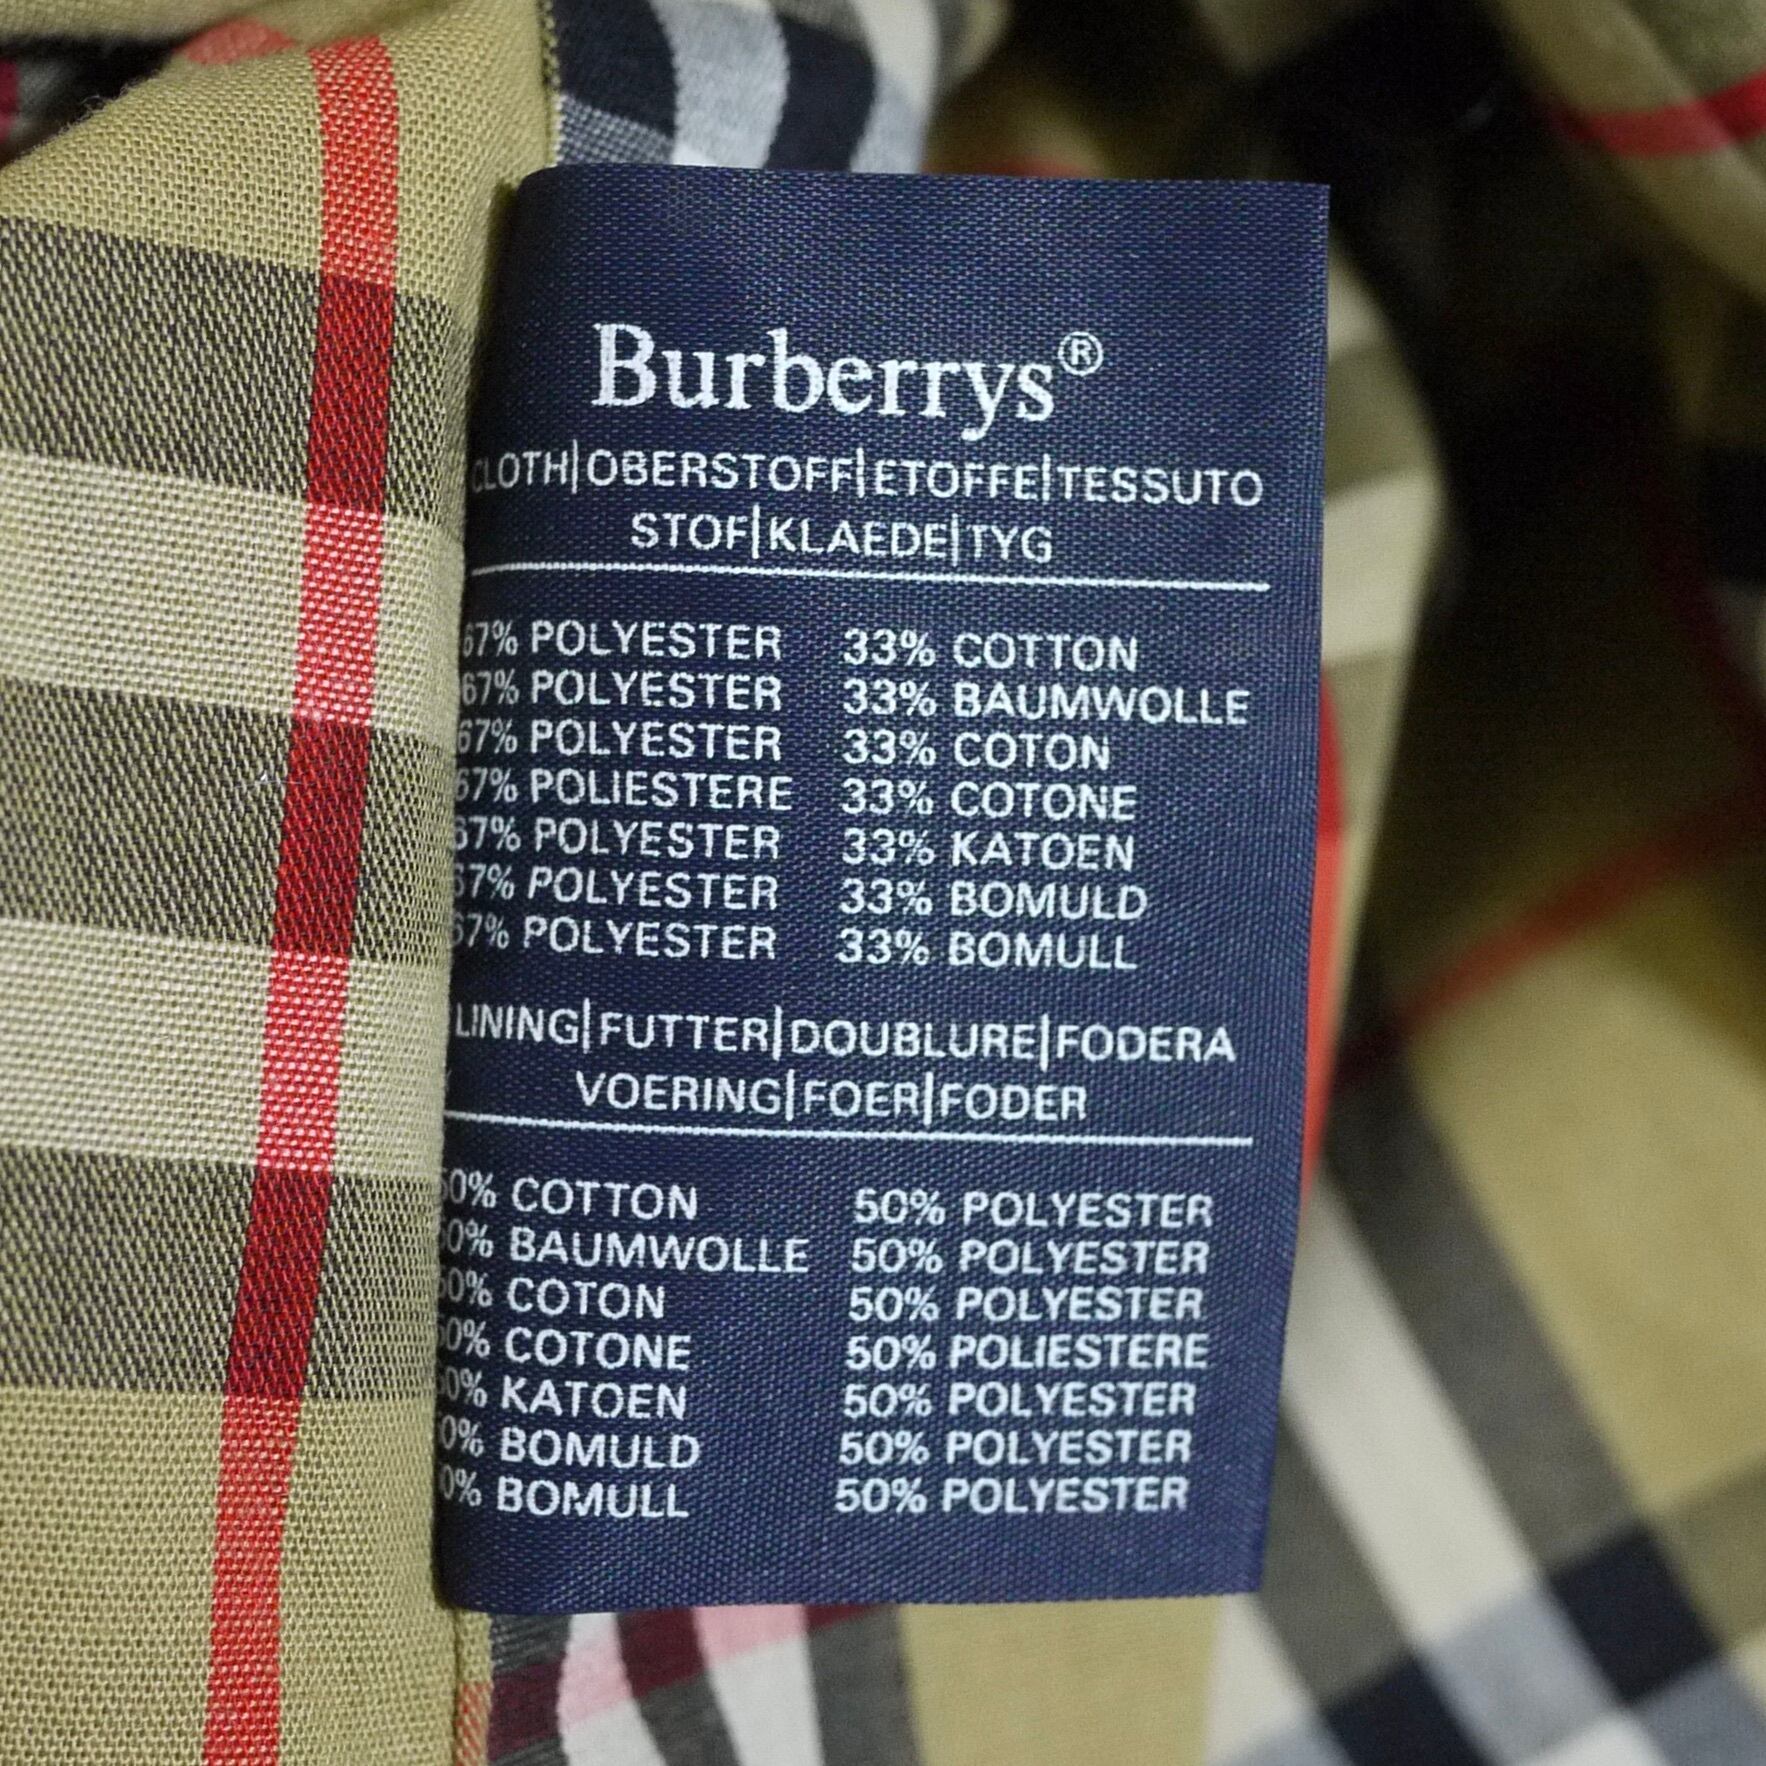 Burberrys®
CLOTH|OBERSTOFF|ETOFFE|TESSUTO
STOF|KLAEDE|TYG
67% POLYESTER 33% COTTON
67% POLYESTER 33% BAUMWOLLE
67% POLYESTER 33% COTON
67% POLIESTERE 33% COTONE
67% POLYESTER 33% KATOEN
67% POLYESTER 33% BOMULD
67% POLYESTER 33% BOMULL
LINING|FUTTER|DOUBLURE|FODERA
VOERING|FOER|FODER
50% COTTON 50% POLYESTER
50% BAUMWOLLE 50% POLYESTER
50% COTON 50% POLYESTER
50% COTONE 50% POLIESTERE
50% KATOEN 50% POLYESTER
50% BOMULD 50% POLYESTER
50% BOMULL 50% POLYESTER